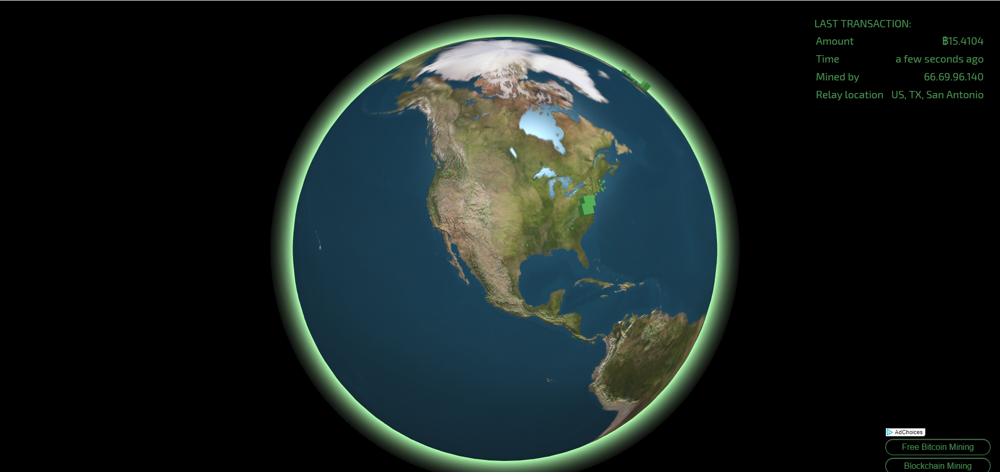 LAST TRANSACTION:
Amount ฿15.4104
Time a few seconds ago
Mined by 66.69.96.140
Relay location US, TX, San Antonio
AdChoices
Free Bitcoin Mining
Blockchain Mining